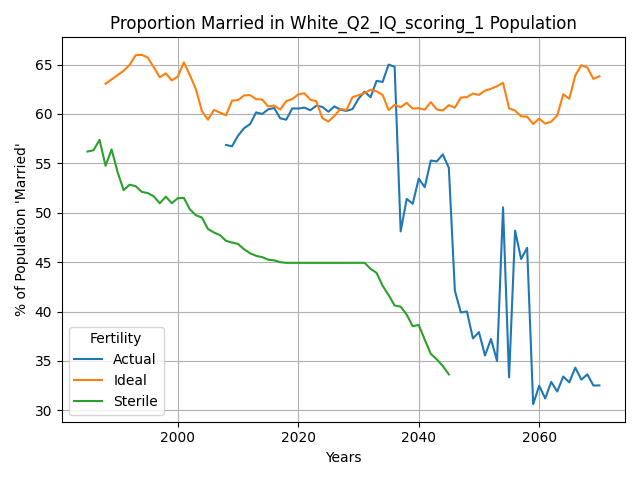 Proportion Married in White_Q2_IQ_scoring_1 Population
% of Population 'Married'
65
60
55
50
45
40
35
30
Fertility
Actual
Ideal
Sterile
2000 2020 2040 2060
Years